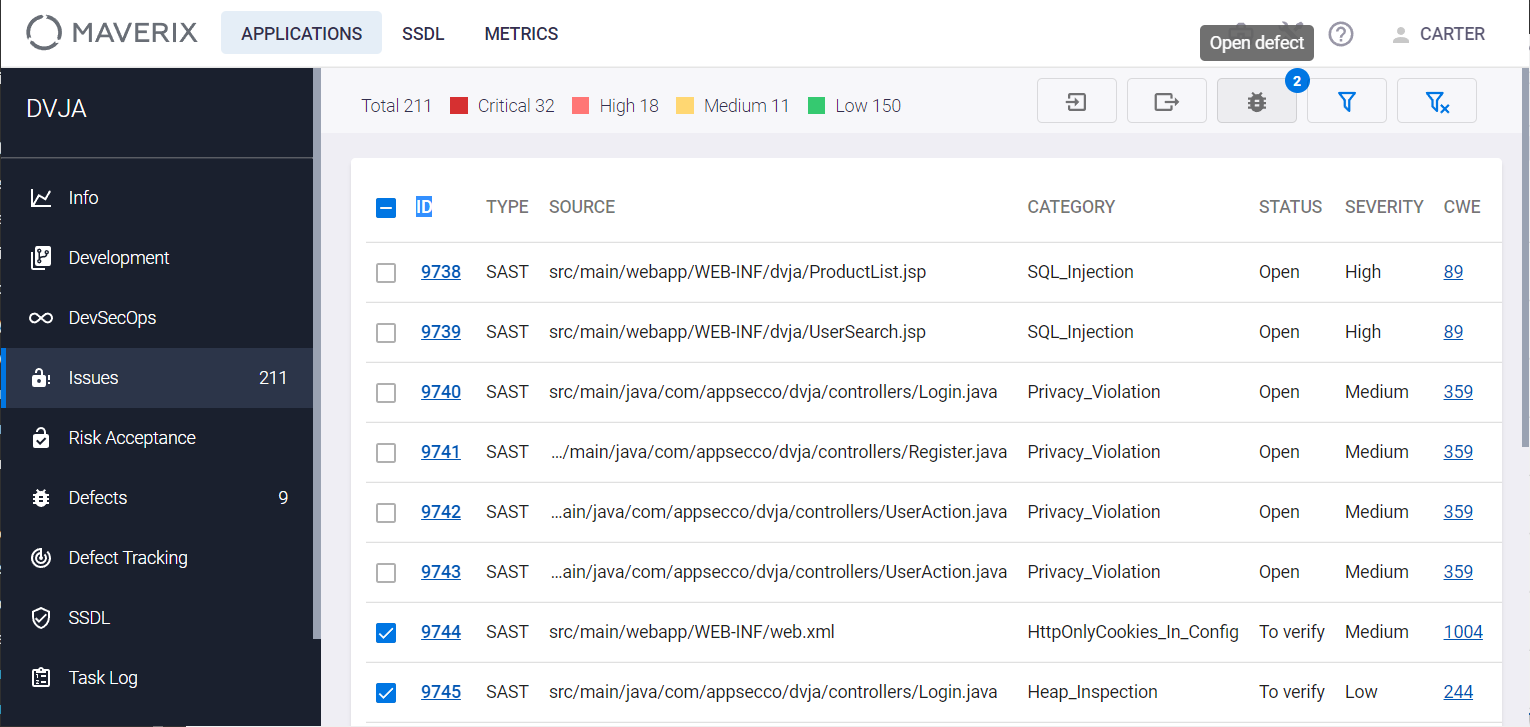 MAVERIX APPLICATIONS SSDL METRICS Open defect CARTER
DVJA
Total 211 Critical 32 High 18 Medium 11 Low 150 2
Info
Development
DevSecOps
Issues 211
Risk Acceptance
Defects 9
Defect Tracking
SSDL
Task Log
ID TYPE SOURCE CATEGORY STATUS SEVERITY CWE
9738 SAST src/main/webapp/WEB-INF/dvja/ProductList.jsp SQL_Injection Open High 89
9739 SAST src/main/webapp/WEB-INF/dvja/UserSearch.jsp SQL_Injection Open High 89
9740 SAST src/main/java/com/appsecco/dvja/controllers/Login.java Privacy_Violation Open Medium 359
9741 SAST .../main/java/com/appsecco/dvja/controllers/Register.java Privacy_Violation Open Medium 359
9742 SAST ...ain/java/com/appsecco/dvja/controllers/UserAction.java Privacy_Violation Open Medium 359
9743 SAST ...ain/java/com/appsecco/dvja/controllers/UserAction.java Privacy_Violation Open Medium 359
9744 SAST src/main/webapp/WEB-INF/web.xml HttpOnlyCookies_In_Config To verify Medium 1004
9745 SAST src/main/java/com/appsecco/dvja/controllers/Login.java Heap_Inspection To verify Low 244